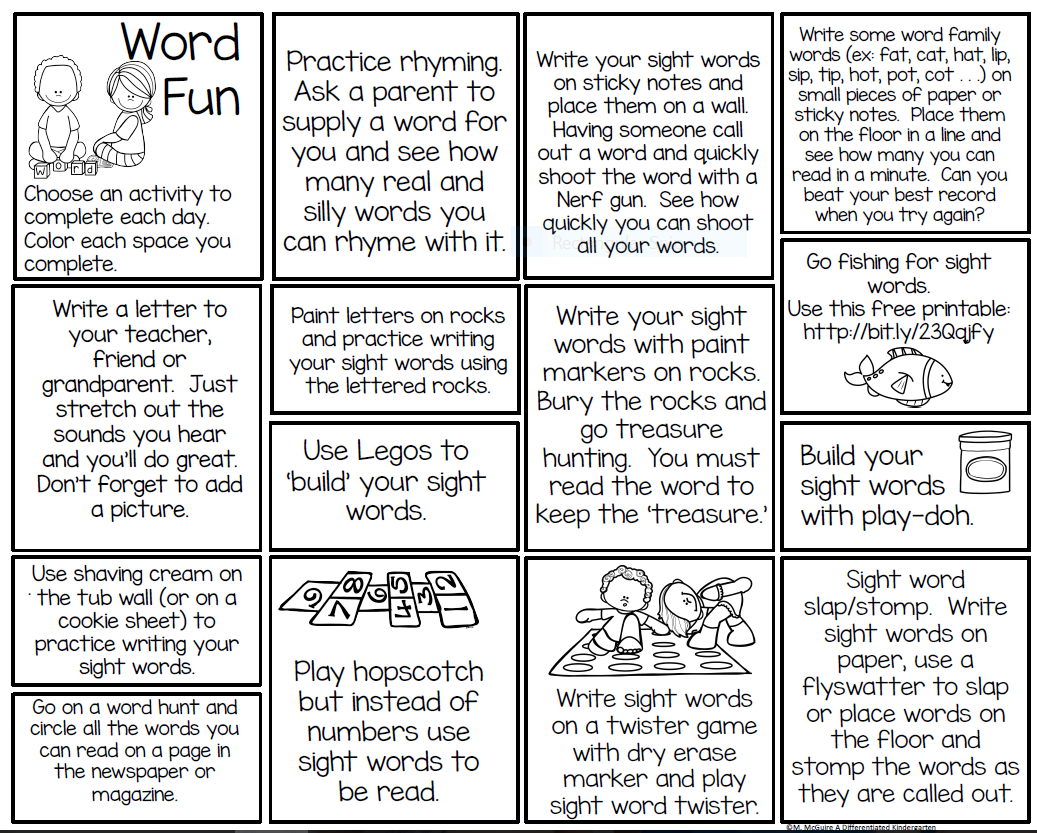 Word
Fun
w o r d
Choose an activity to
complete each day.
Color each space you
complete.
Practice rhyming.
Ask a parent to
supply a word for
you and see how
many real and
silly words you
can rhyme with it.
Write your sight words
on sticky notes and
place them on a wall.
Having someone call
out a word and quickly
shoot the word with a
Nerf gun. See how
quickly you can shoot
all your words.
Write some word family
words (ex: fat, cat, hat, lip,
sip, tip, hot, pot, cot . . .) on
small pieces of paper or
sticky notes. Place them
on the floor in a line and
see how many you can
read in a minute. Can you
beat your best record
when you try again?
Go fishing for sight
words.
Use this free printable:
http://bit.ly/23Qqjfy
Write a letter to
your teacher,
friend or
grandparent. Just
stretch out the
sounds you hear
and you'll do great.
Don't forget to add
a picture.
Paint letters on rocks
and practice writing
your sight words using
the lettered rocks.
Use Legos to
'build' your sight
words.
Write your sight
words with paint
markers on rocks.
Bury the rocks and
go treasure
hunting. You must
read the word to
keep the 'treasure.'
Build your
sight words
with play-doh.
Use shaving cream on
the tub wall (or on a
cookie sheet) to
practice writing your
sight words.
Go on a word hunt and
circle all the words you
can read on a page in
the newspaper or
magazine.
9 7 8 6 4 5 3 1 2
Play hopscotch
but instead of
numbers use
sight words to
be read.
Write sight words
on a twister game
with dry erase
marker and play
sight word twister.
Sight word
slap/stomp. Write
sight words on
paper, use a
flyswatter to slap
or place words on
the floor and
stomp the words as
they are called out.
©M. McGuire A Differentiated Kindergarten